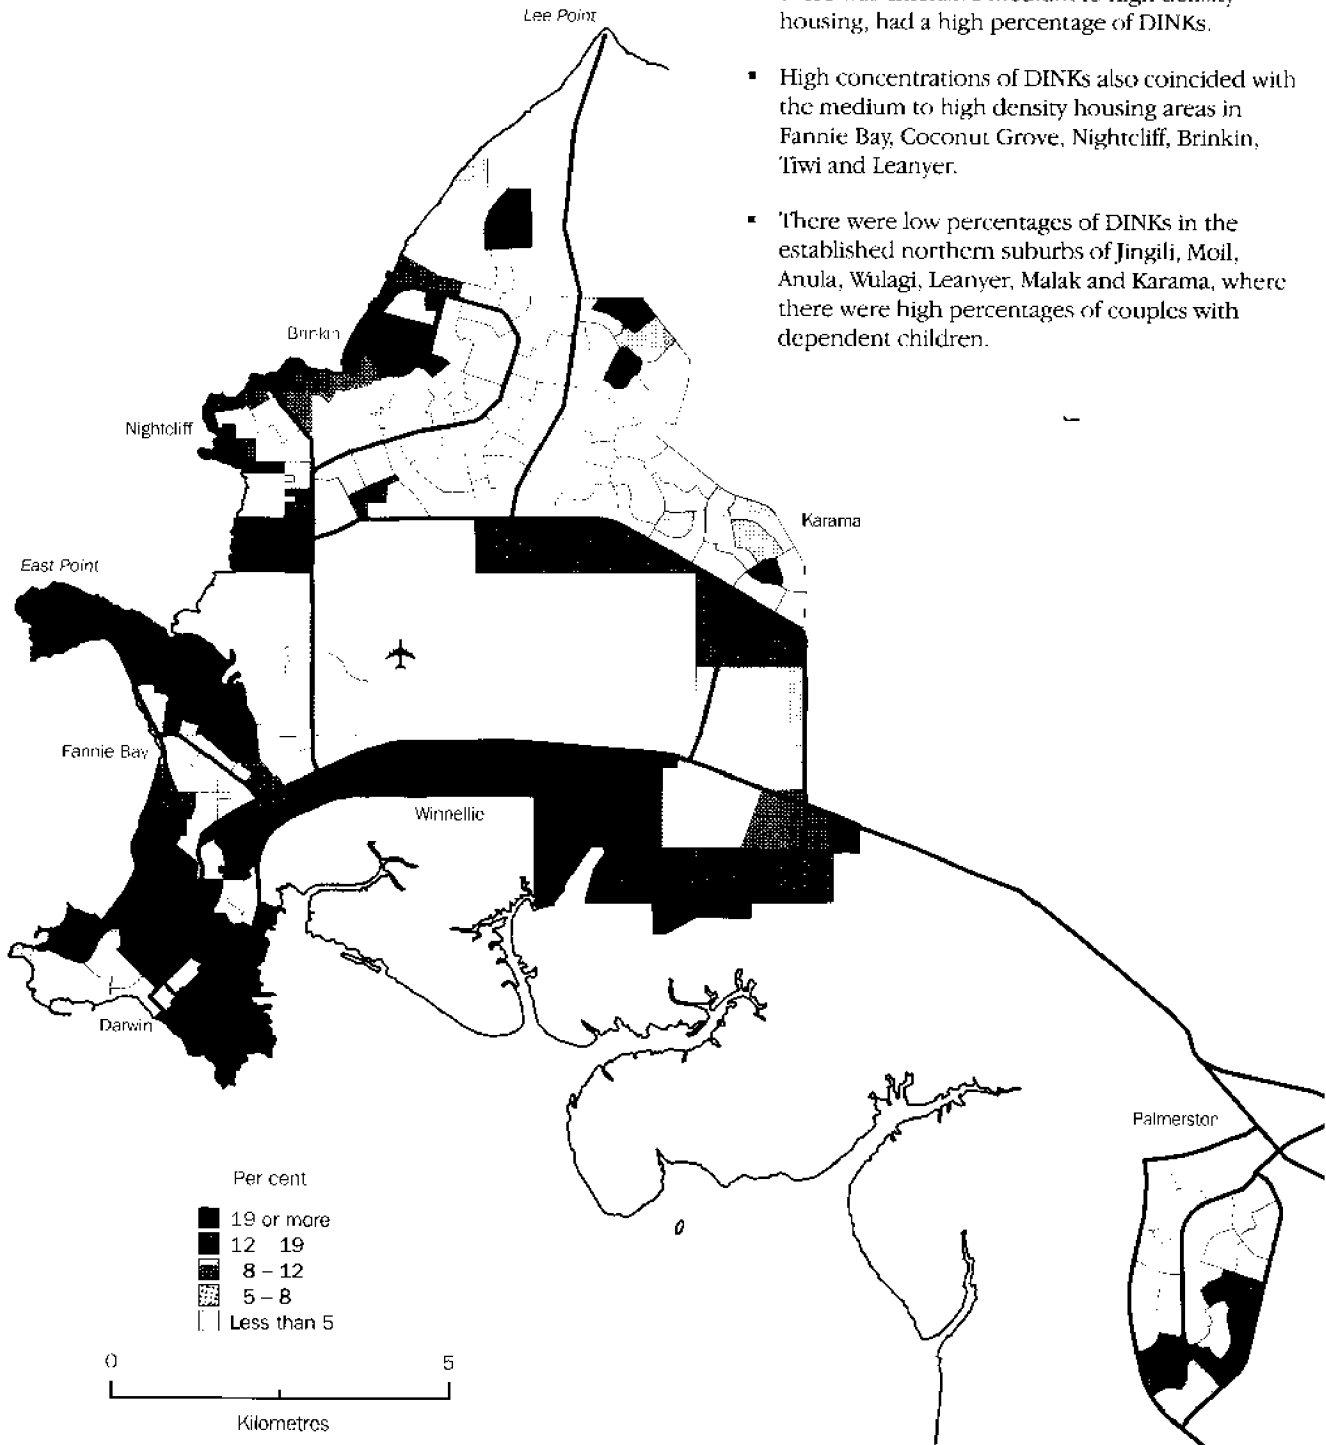 Lee Point
housing, had a high percentage of DINKs.
▪ High concentrations of DINKs also coincided with
the medium to high density housing areas in
Fannie Bay, Coconut Grove, Nightcliff, Brinkin,
Tiwi and Leanyer.
▪ There were low percentages of DINKs in the
established northern suburbs of Jingili, Moil,
Anula, Wulagi, Leanyer, Malak and Karama, where
there were high percentages of couples with
dependent children.
Brinkin
Nightcliff
Karama
East Point
Fannie Bay
Winnellie
Darwin
Palmerston
Per cent
19 or more
12 19
8 – 12
5 – 8
Less than 5
0 5
Kilometres